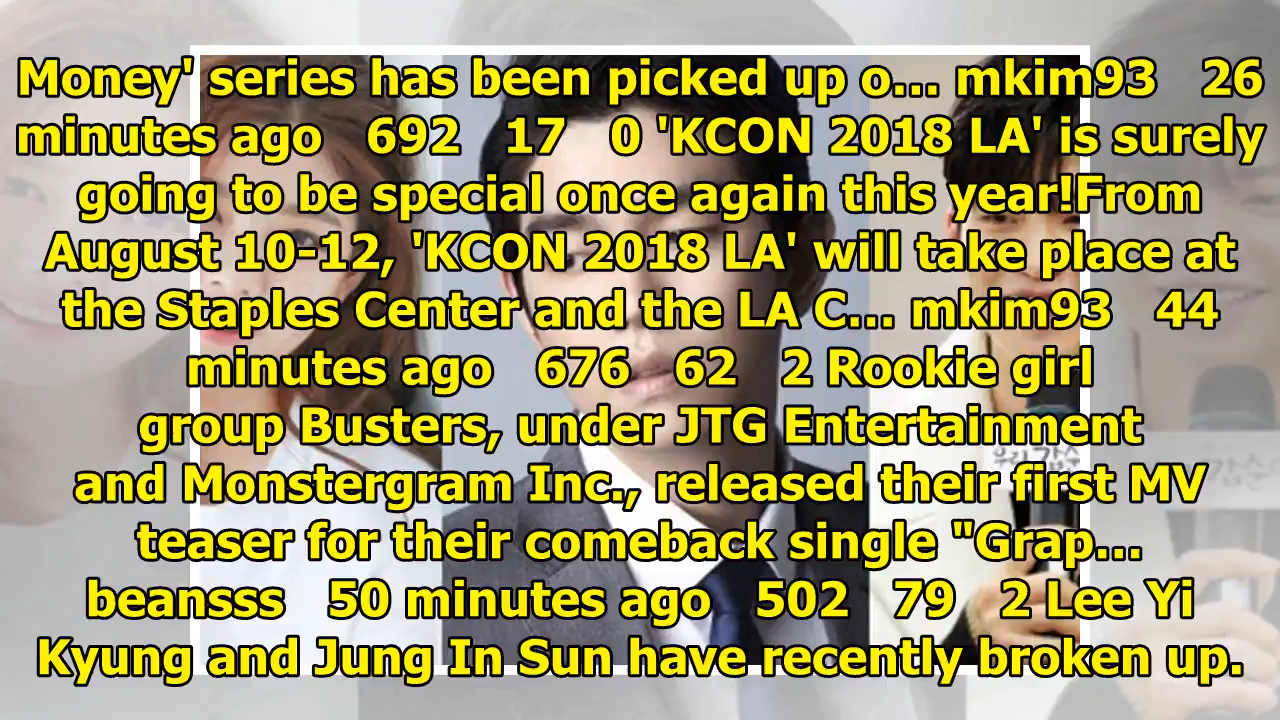 Money' series has been picked up o... mkim93 26
minutes ago 692 17 0 'KCON 2018 LA' is surely
going to be special once again this year!From
August 10-12, 'KCON 2018 LA' will take place at
the Staples Center and the LA C... mkim93 44
minutes ago 676 62 2 Rookie girl
group Busters, under JTG Entertainment
and Monstergram Inc., released their first MV
teaser for their comeback single "Grap...
beansss 50 minutes ago 502 79 2 Lee Yi
Kyung and Jung In Sun have recently broken up.